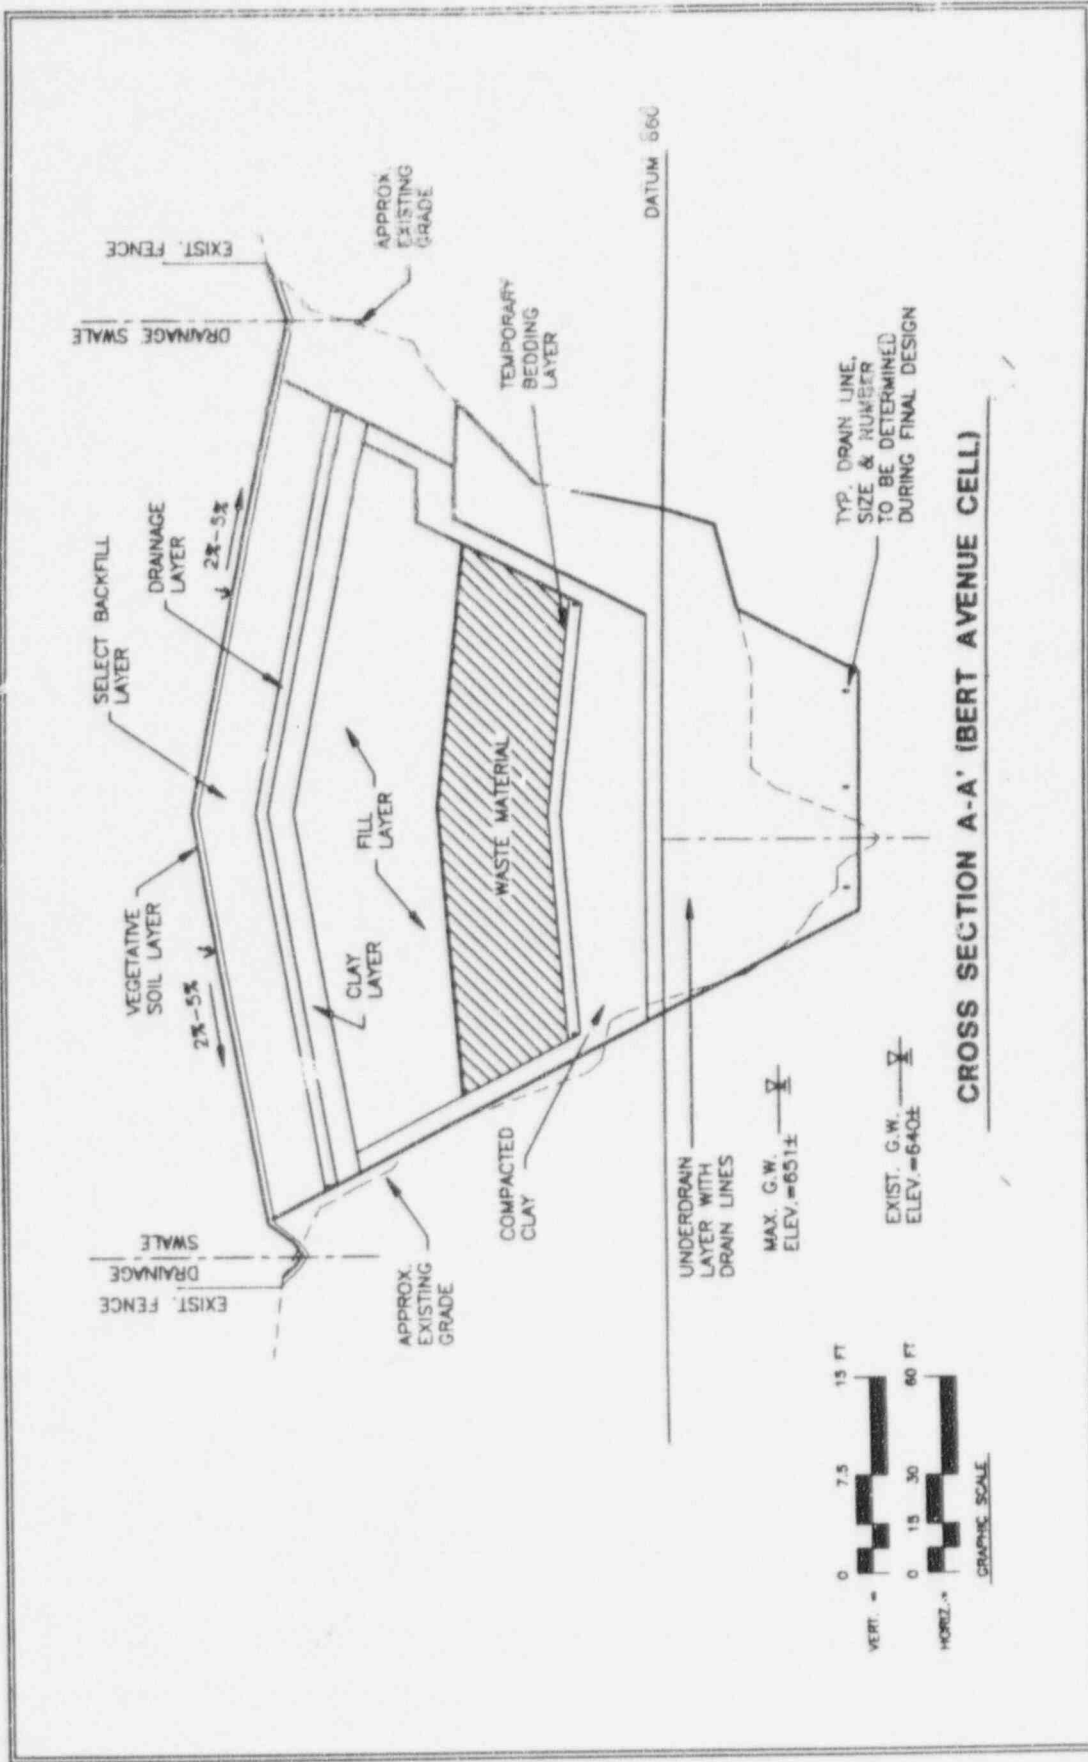 EXIST. FENCE
DRAINAGE
SWALE
VEGETATIVE
SOIL LAYER
2%-5%
SELECT BACKFILL
LAYER
DRAINAGE
LAYER
2%-5%
DRAINAGE SWALE
EXIST. FENCE
APPROX.
EXISTING
GRADE
CLAY
LAYER
FILL
LAYER
APPROX.
EXISTING
GRADE
COMPACTED
CLAY
WASTE MATERIAL
TEMPORARY
BEDDING
LAYER
DATUM 660
UNDERDRAIN
LAYER WITH
DRAIN LINES
MAX. G.W.
ELEV.=651±
EXIST. G.W.
ELEV.=640±
TYP. DRAIN LINE,
SIZE & NUMBER
TO BE DETERMINED
DURING FINAL DESIGN
VERT. =
0 7.5 15 FT
HORIZ.=
0 15 30 60 FT
GRAPHIC SCALE
CROSS SECTION A-A' (BERT AVENUE CELL)